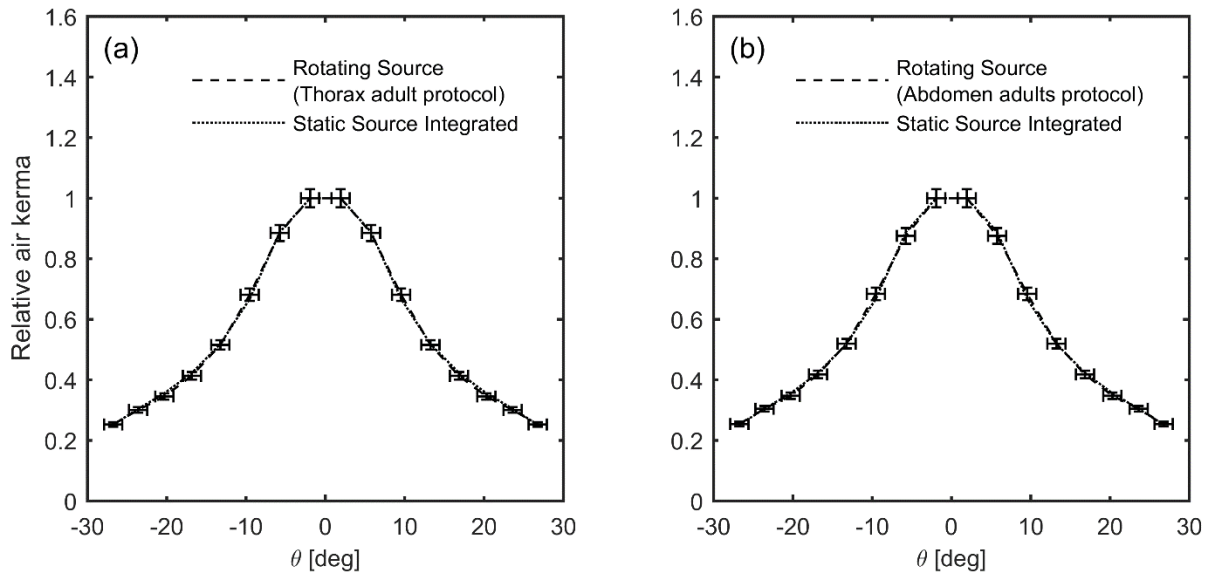 (a)
Rotating Source
(Thorax adult protocol)
Static Source Integrated
Relative air kerma
1.6
1.4
1.2
1
0.8
0.6
0.4
0.2
0
-30 -20 -10 0 10 20 30
θ [deg]
(b)
Rotating Source
(Abdomen adults protocol)
Static Source Integrated
1.6
1.4
1.2
1
0.8
0.6
0.4
0.2
0
-30 -20 -10 0 10 20 30
θ [deg]